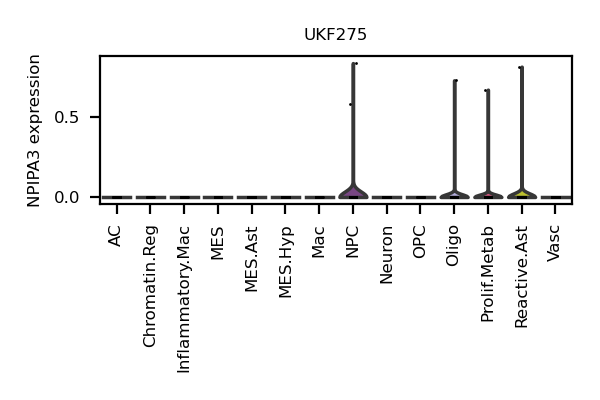 UKF275
NPIPA3 expression
0.5
0.0
AC
Chromatin.Reg
Inflammatory.Mac
MES
MES.Ast
MES.Hyp
Mac
NPC
Neuron
OPC
Oligo
Prolif.Metab
Reactive.Ast
Vasc